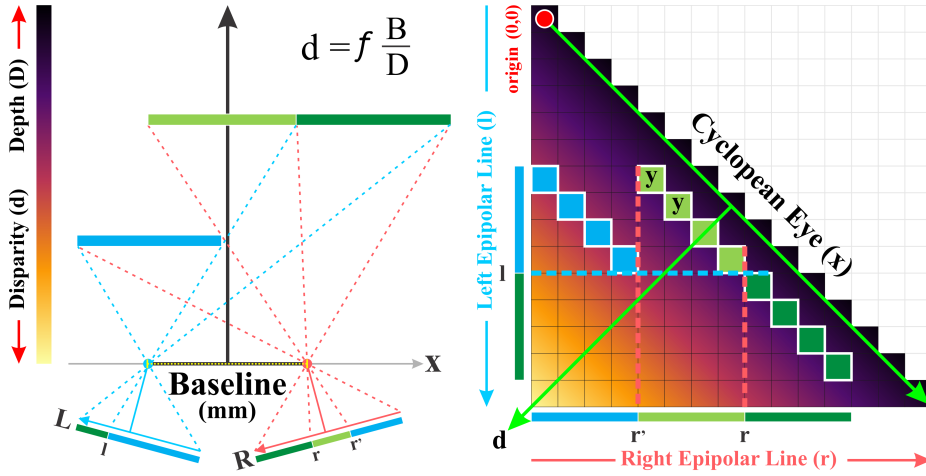 Depth (D)
Disparity (d)
d = f B
D
x
Baseline
(mm)
L
l
R
r
r'
origin (0,0)
Left Epipolar Line (l)
l
y
y
Cyclopean Eye (x)
d
r'
r
Right Epipolar Line (r)